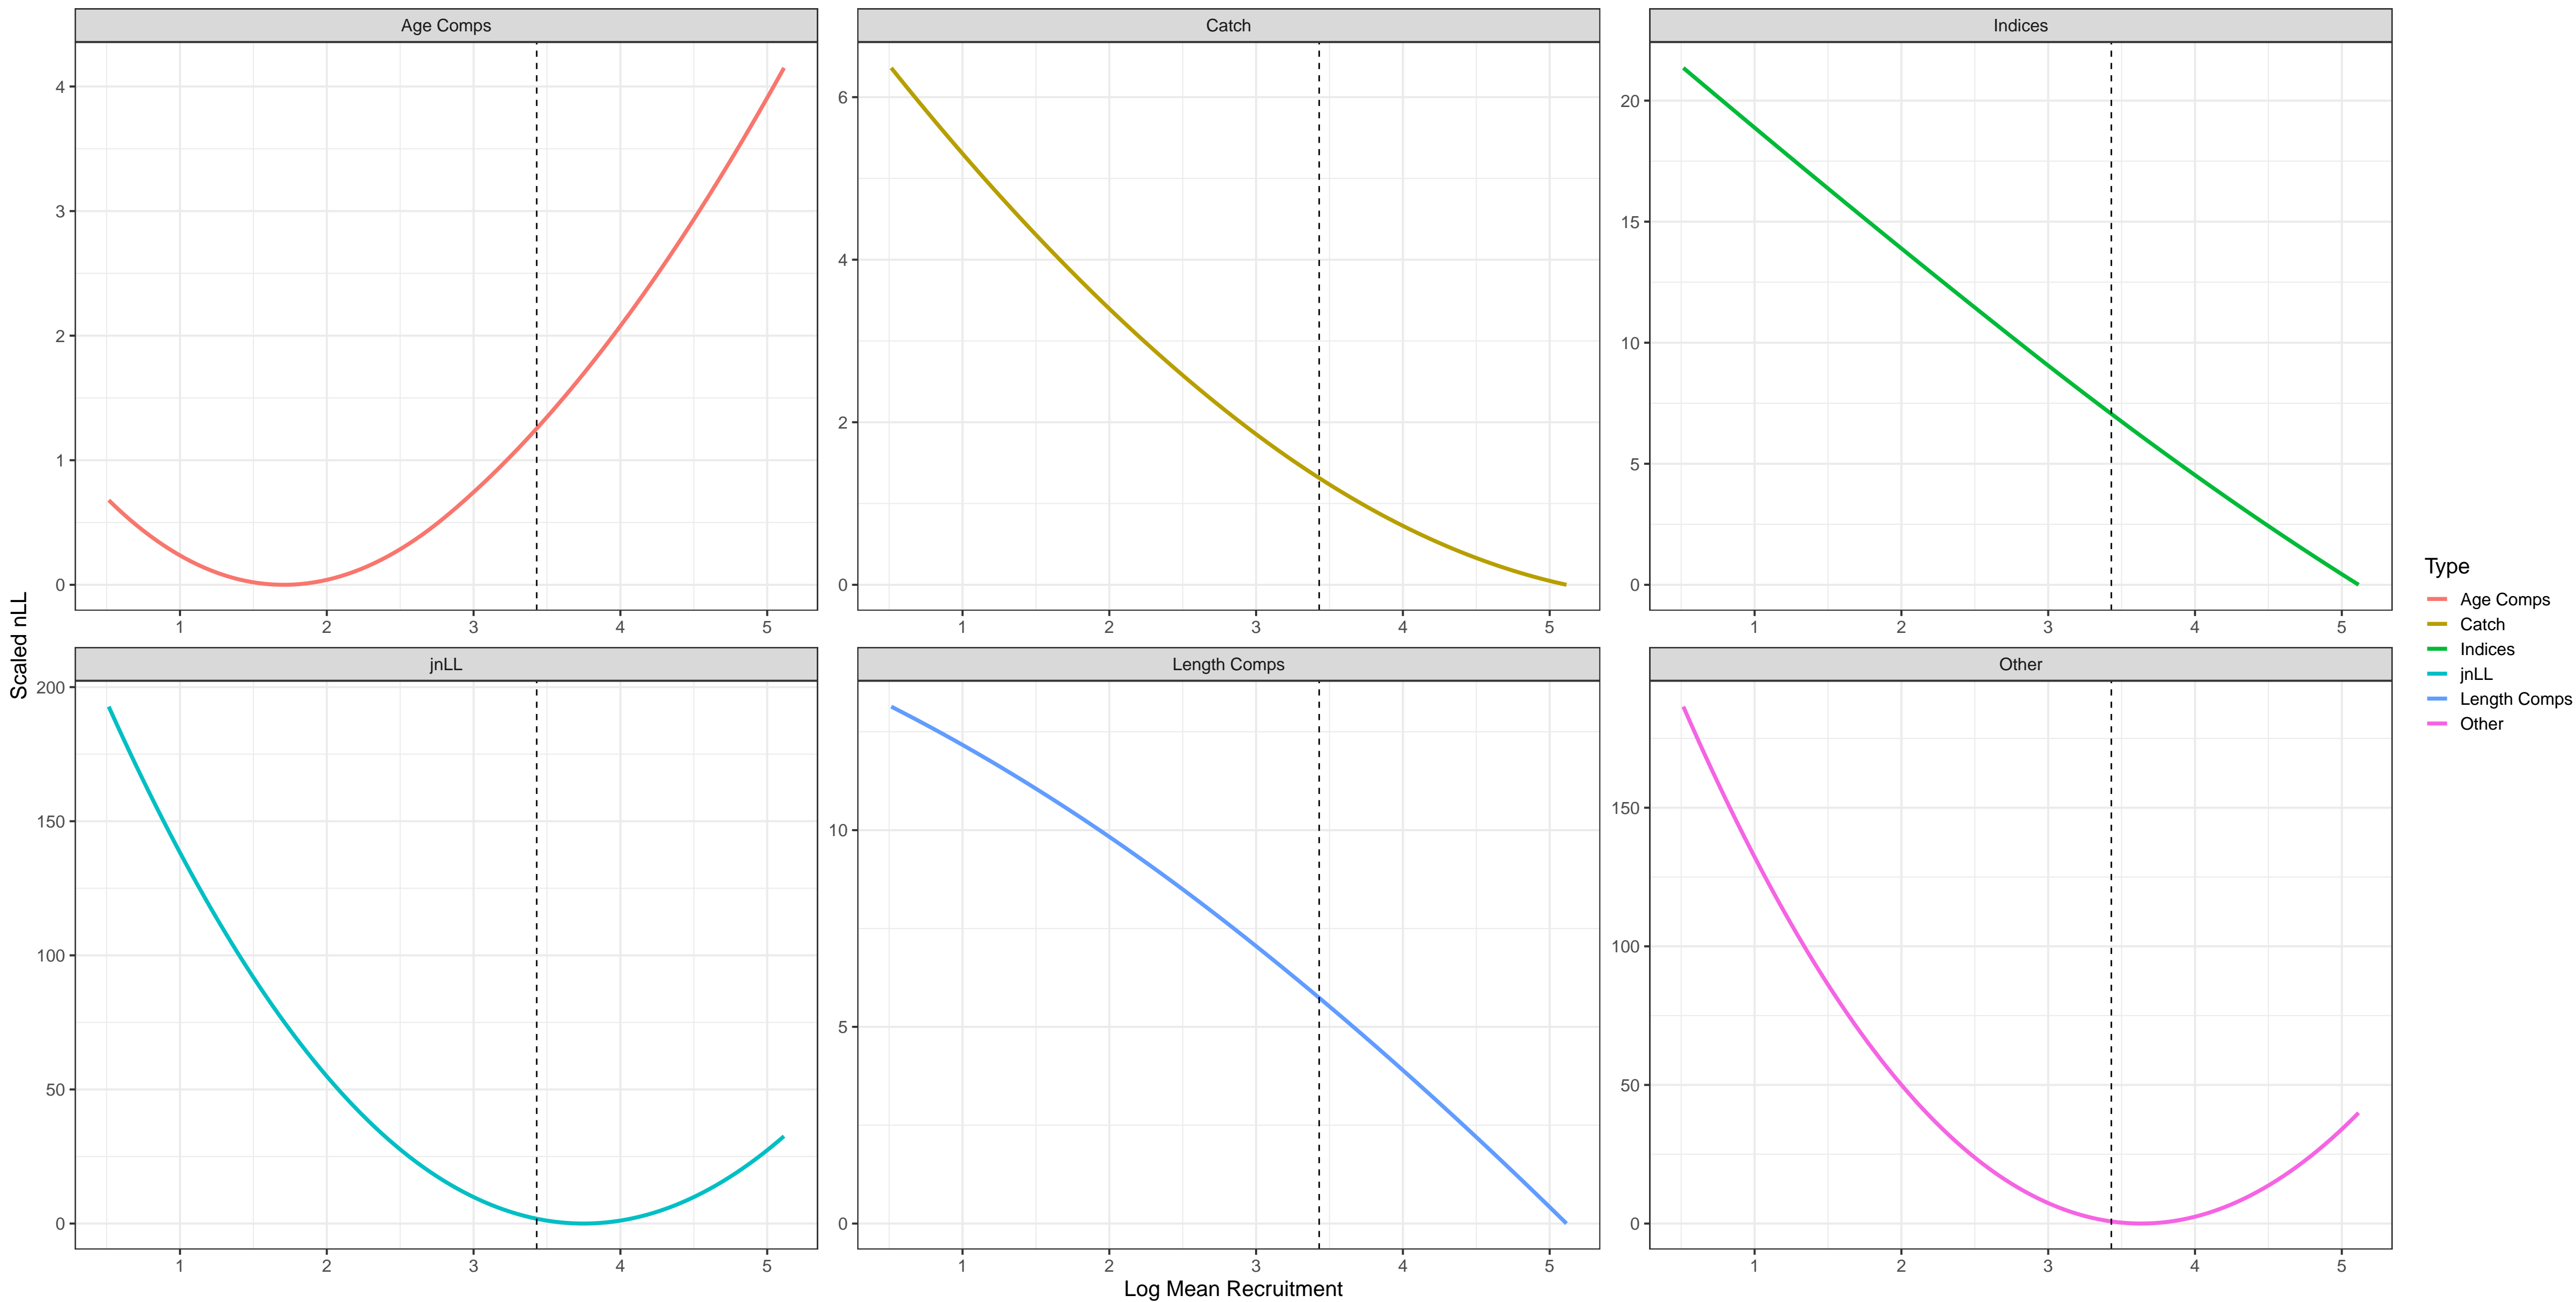 Age Comps
Catch
Indices
4
3
2
1
0
6
4
2
0
20
15
10
5
0
1 2 3 4 5
1 2 3 4 5
1 2 3 4 5
Scaled nLL
jnLL
Length Comps
Other
200
150
100
50
0
10
5
0
150
100
50
0
1 2 3 4 5
1 2 3 4 5
1 2 3 4 5
Log Mean Recruitment
Type
Age Comps
Catch
Indices
jnLL
Length Comps
Other